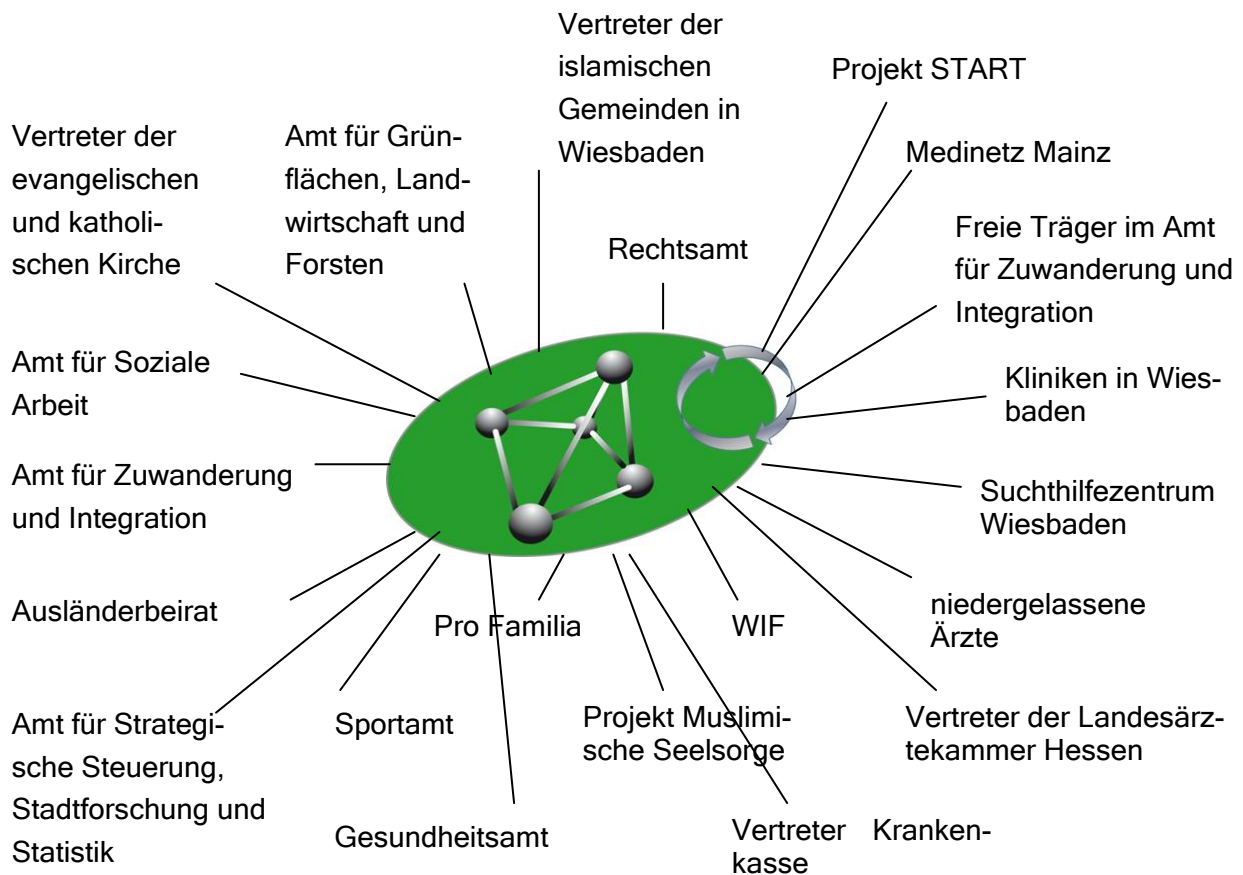 Vertreter der
islamischen
Gemeinden in
Wiesbaden
Projekt START
Vertreter der
evangelischen
und katholi-
schen Kirche
Amt für Grün-
flächen, Land-
wirtschaft und
Forsten
Medinetz Mainz
Rechtsamt
Freie Träger im Amt
für Zuwanderung und
Integration
Amt für Soziale
Arbeit
Kliniken in Wies-
baden
Amt für Zuwanderung
und Integration
Suchthilfezentrum
Wiesbaden
Ausländerbeirat
Pro Familia
WIF
niedergelassene
Ärzte
Amt für Strategi-
sche Steuerung,
Stadtforschung und
Statistik
Sportamt
Projekt Muslimi-
sche Seelsorge
Vertreter der Landesärz-
tekammer Hessen
Gesundheitsamt
Vertreter Kranken-
kasse